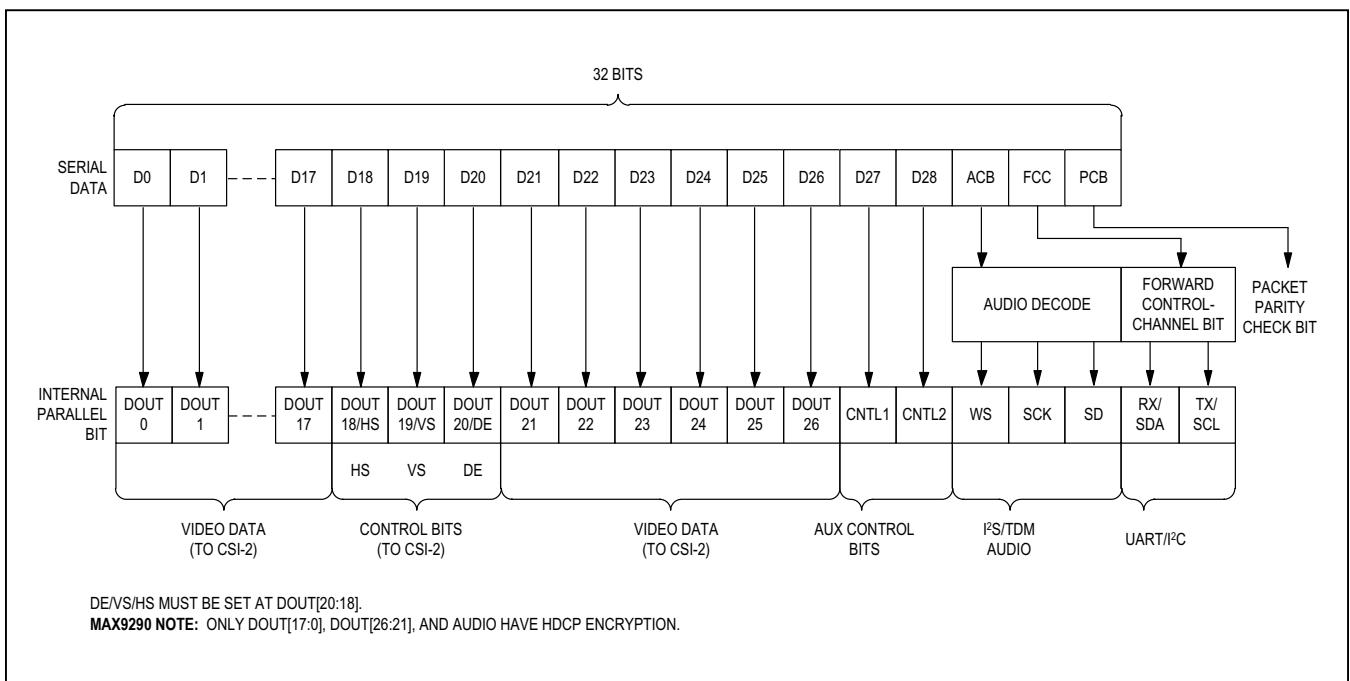 32 BITS
SERIAL DATA
D0 D1 D17 D18 D19 D20 D21 D22 D23 D24 D25 D26 D27 D28 ACB FCC PCB
AUDIO DECODE
FORWARD CONTROL-CHANNEL BIT
PACKET PARITY CHECK BIT
INTERNAL PARALLEL BIT
DOUT 0 DOUT 1 DOUT 17 DOUT 18/HS DOUT 19/VS DOUT 20/DE DOUT 21 DOUT 22 DOUT 23 DOUT 24 DOUT 25 DOUT 26 CNTL1 CNTL2 WS SCK SD RX/SDA TX/SCL
HS VS DE
VIDEO DATA (TO CSI-2)
CONTROL BITS (TO CSI-2)
VIDEO DATA (TO CSI-2)
AUX CONTROL BITS
I²S/TDM AUDIO
UART/I²C
DE/VS/HS MUST BE SET AT DOUT[20:18].
MAX9290 NOTE: ONLY DOUT[17:0], DOUT[26:21], AND AUDIO HAVE HDCP ENCRYPTION.